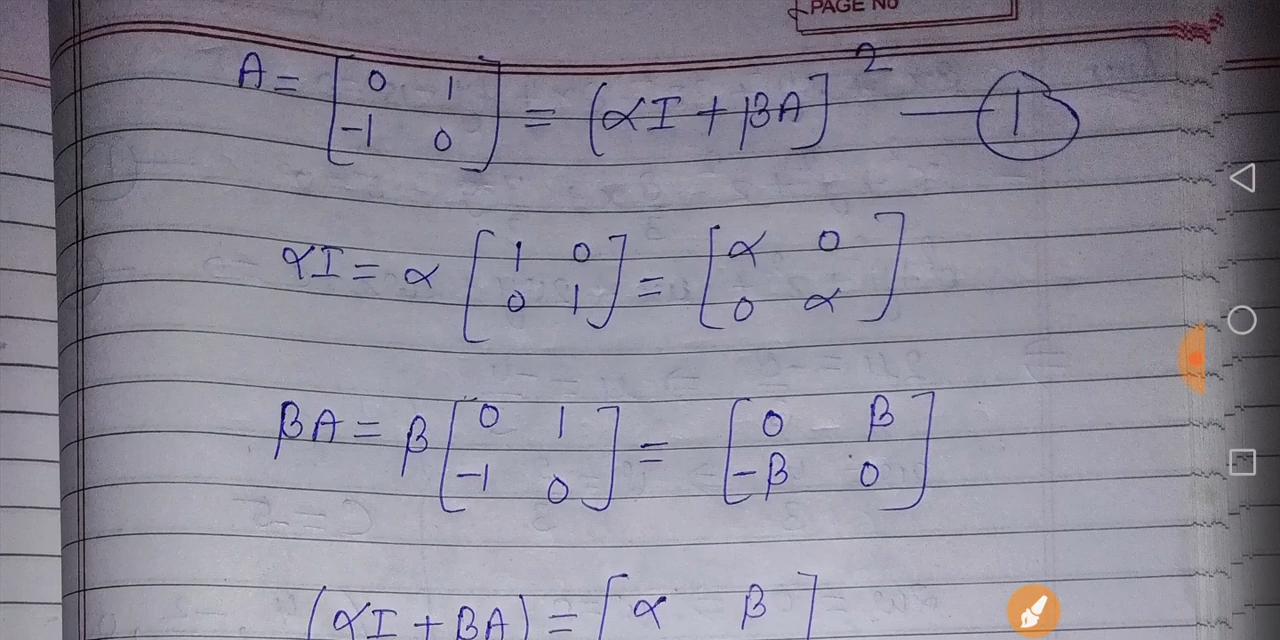 PAGE No
A = [0 1 -1 0] = (αI + βA]² — ①
αI = α [1 0 0 1] = [α 0 0 α]
βA = β [0 1 -1 0] = [0 β -β 0]
(αI + βA) = [α β]